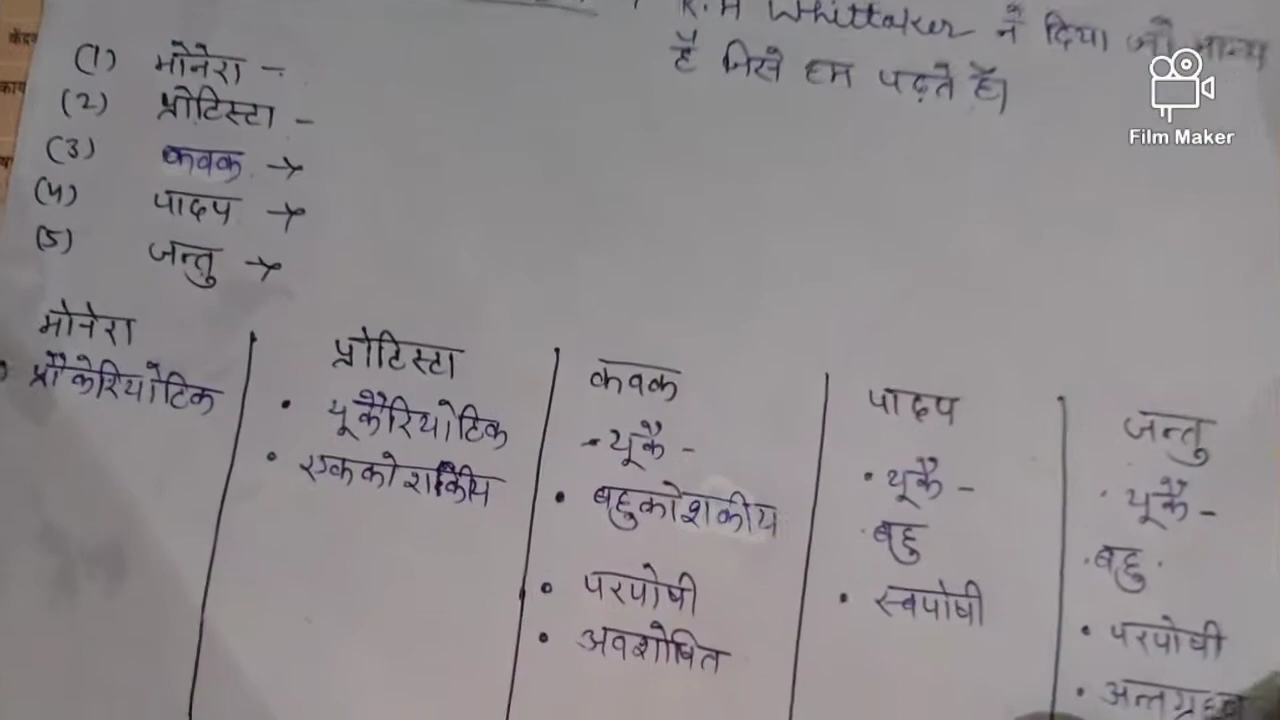 R.H Whittaker ने दिया जो मान्य
है जिसे हम पढ़ते है।
(1) मोनेरा -
(2) प्रोटिस्टा -
(3) कवक →
(4) पादप →
(5) जन्तु →
Film Maker
मोनेरा
प्रौकेरियोटिक
प्रोटिस्टा
• यूकैरियोटिक
• एककोशकीय
कवक
- यूकै -
• बहुकोशकीय
• परपोषी
• अवशोषित
पादप
• यूकै -
• बहु
• स्वपोषी
जन्तु
• यूकै -
• बहु •
• परपोषी